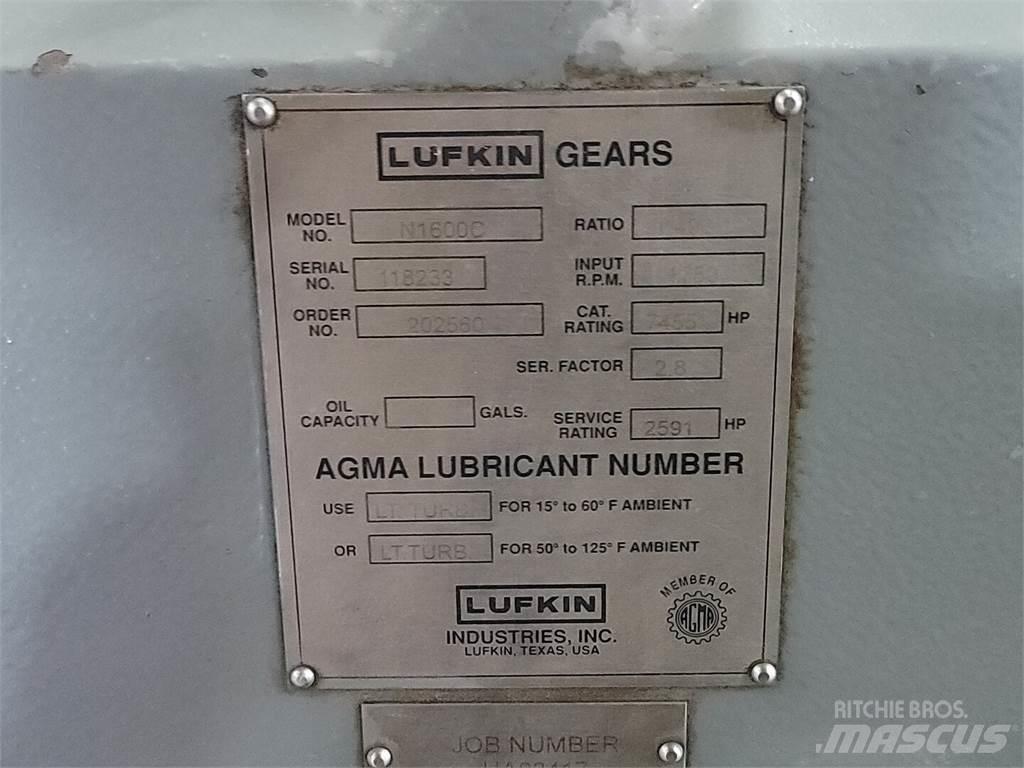 LUFKIN GEARS
MODEL NO. N1600C
RATIO
SERIAL NO. 118233
INPUT R.P.M.
ORDER NO. 202560
CAT. RATING HP
SER. FACTOR 2.8
OIL CAPACITY GALS.
SERVICE RATING 2591 HP
AGMA LUBRICANT NUMBER
USE LT. TURB. FOR 15° to 60° F AMBIENT
OR LT TURB. FOR 50° to 125° F AMBIENT
LUFKIN
INDUSTRIES, INC.
LUFKIN, TEXAS, USA
MEMBER OF
AGMA
JOB NUMBER
RITCHIE BROS.
MASCUS